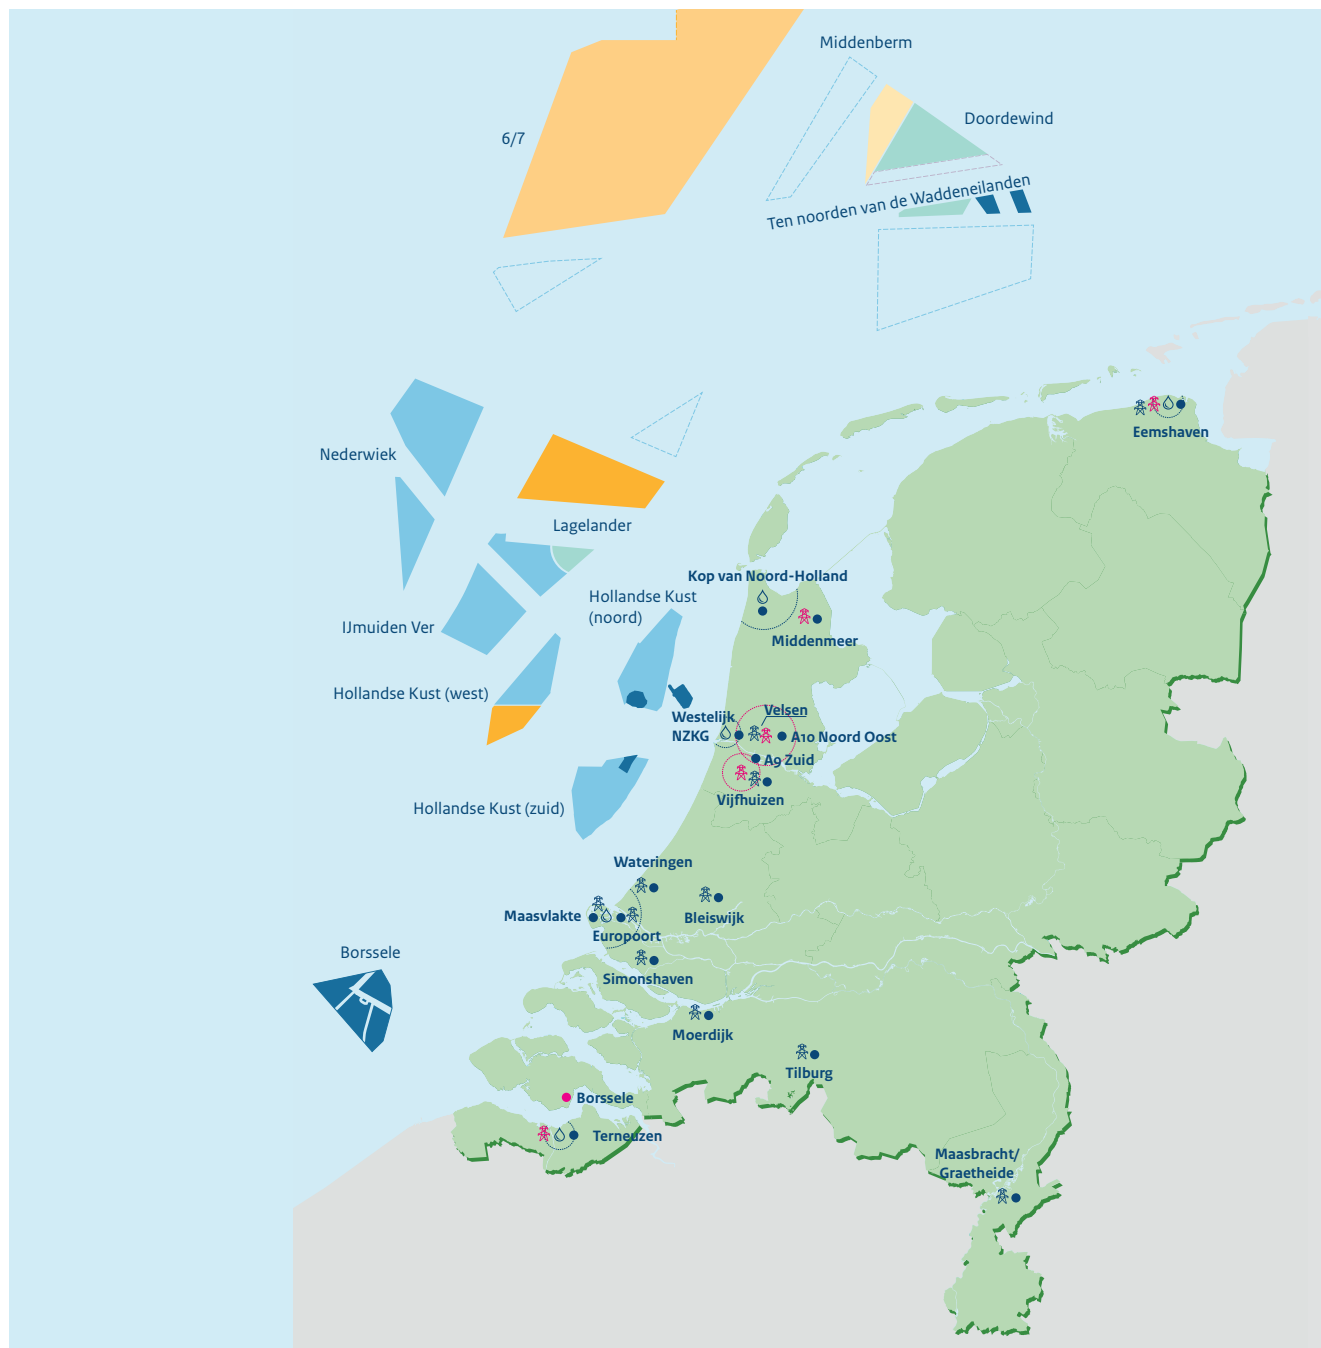 Middenberm
Doordewind
6/7
Ten noorden van de Waddeneilanden
Eemshaven
Nederwiek
Lagelander
Kop van Noord-Holland
Hollandse Kust
(noord)
IJmuiden Ver
Middenmeer
Hollandse Kust (west)
Westelijk
NZKG
Velsen
A10 Noord Oost
A9 Zuid
Vijfhuizen
Hollandse Kust (zuid)
Wateringen
Maasvlakte
Bleiswijk
Europoort
Borssele
Simonshaven
Moerdijk
Tilburg
Borssele
Terneuzen
Maasbracht/
Graetheide